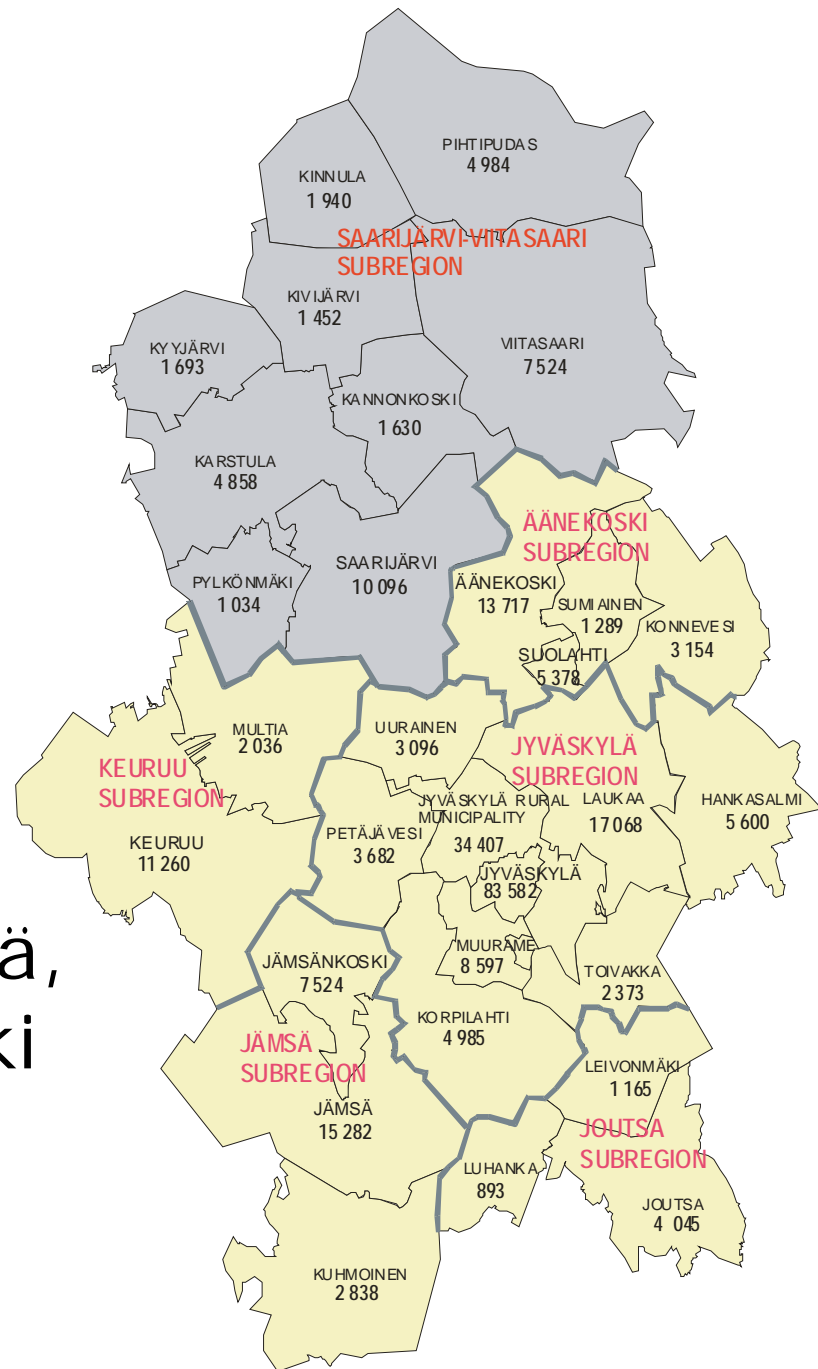 PIHTIPUDAS
4 984
KINNULA
1 940
SAARIJÄRVI-VIITASAARI
SUBREGION
KIVIJÄRVI
1 452
KYYJÄRVI
1 693
VIITASAARI
7 524
KANNONKOSKI
1 630
KARSTULA
4 858
SAARIJÄRVI
10 096
PYLKÖNMÄKI
1 034
ÄÄNEKOSKI
SUBREGION
ÄÄNEKOSKI
13 717
SUMIAINEN
1 289
KONNEVESI
3 154
SUOLAHTI
5 378
MULTIA
2 036
UURAINEN
3 096
JYVÄSKYLÄ
SUBREGION
KEURUU
SUBREGION
KEURUU
11 260
PETÄJÄVESI
3 682
JYVÄSKYLÄ RURAL
MUNICIPALITY
34 407
LAUKAA
17 068
HANKASALMI
5 600
JYVÄSKYLÄ
83 582
MUURAME
8 597
ä,
JÄMSÄNKOSKI
7 524
TOIVAKKA
2 373
ki
KORPILAHTI
4 985
JÄMSÄ
SUBREGION
JÄMSÄ
15 282
LEIVONMÄKI
1 165
JOUTSA
SUBREGION
LUHANKA
893
JOUTSA
4 045
KUHMOINEN
2 838